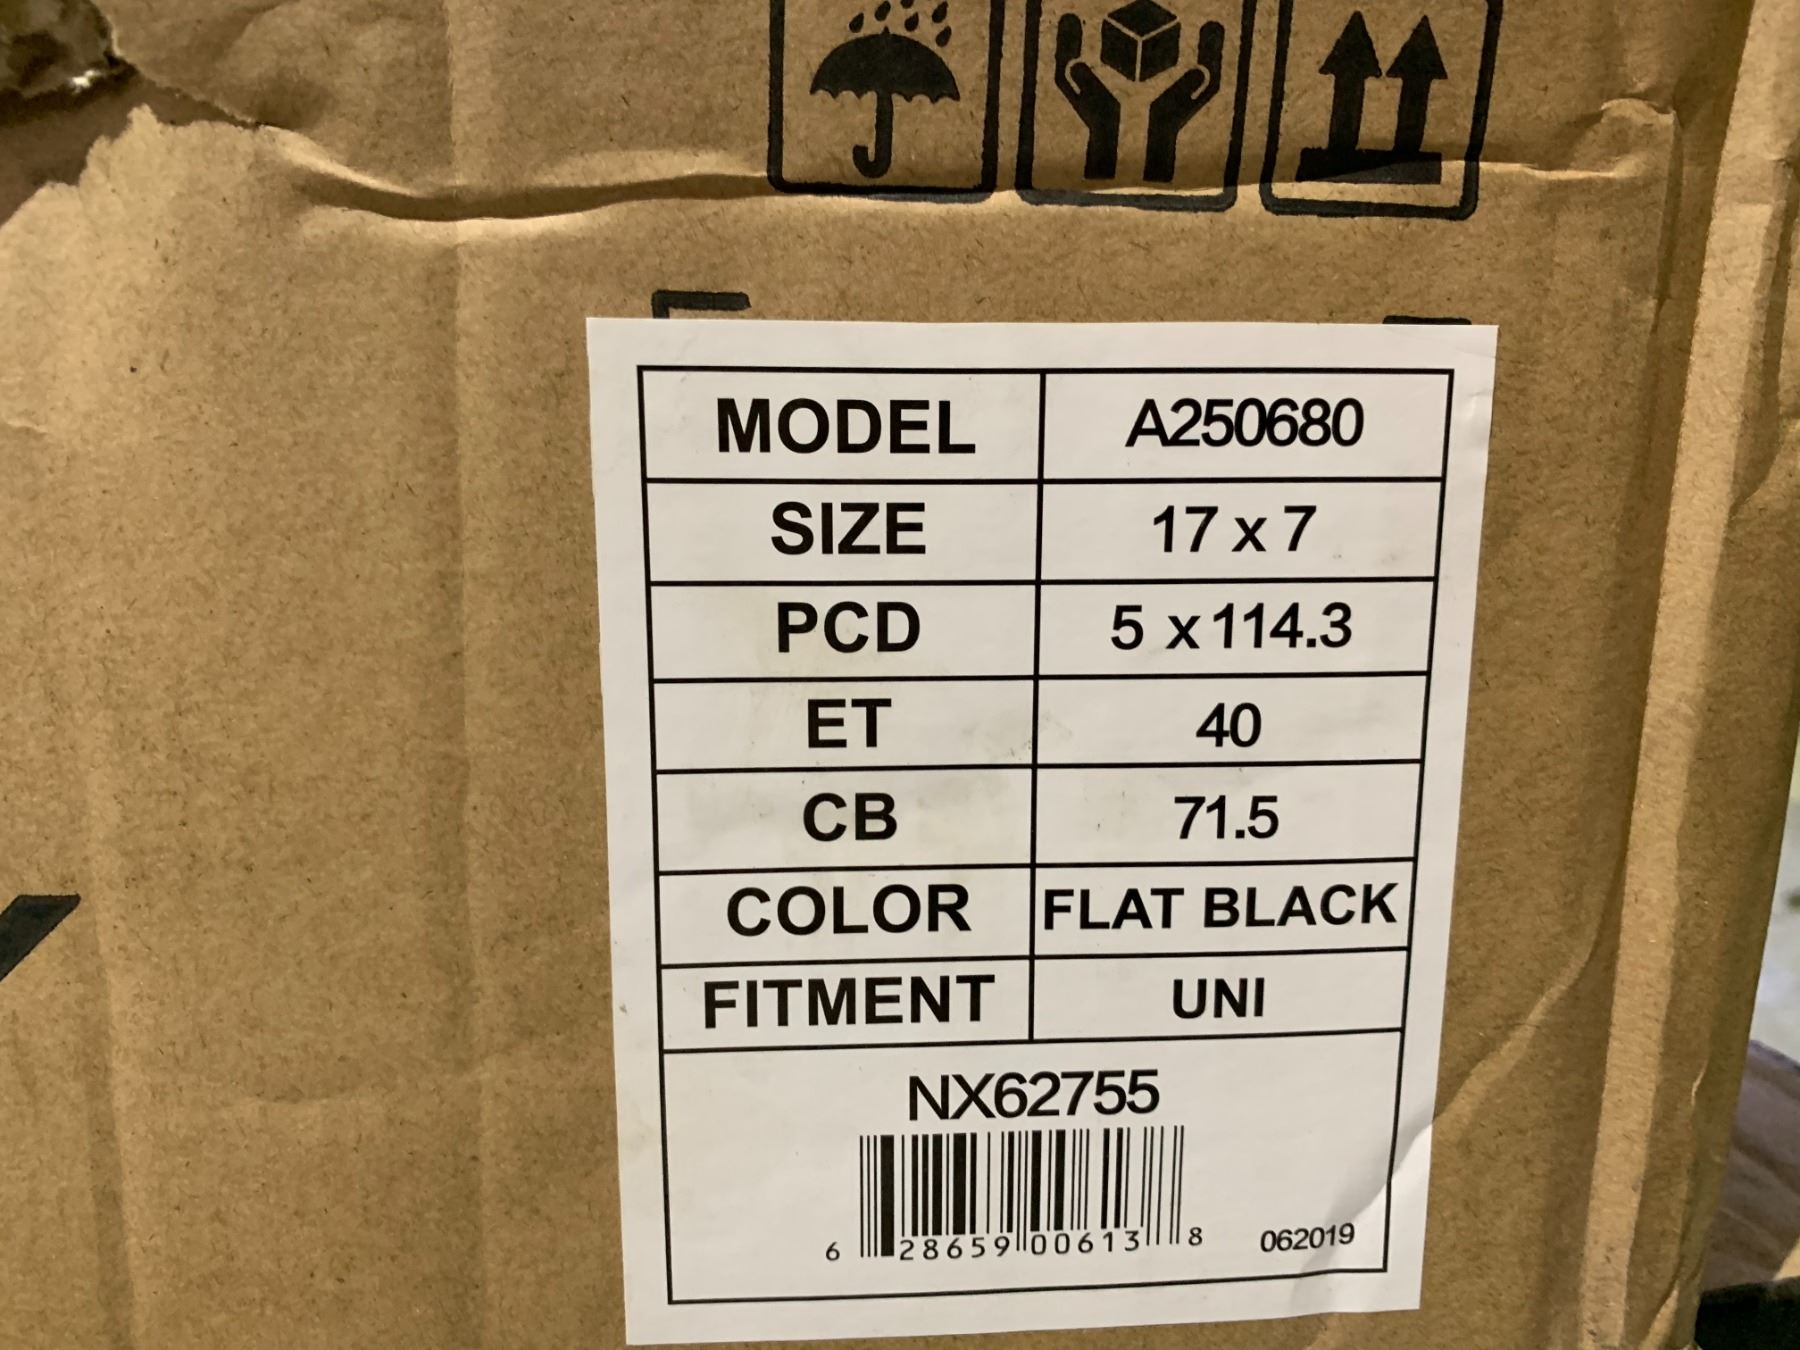 MODEL A250680
SIZE 17 x 7
PCD 5 x 114.3
ET 40
CB 71.5
COLOR FLAT BLACK
FITMENT UNI
NX62755
6 28659 00613 8 062019